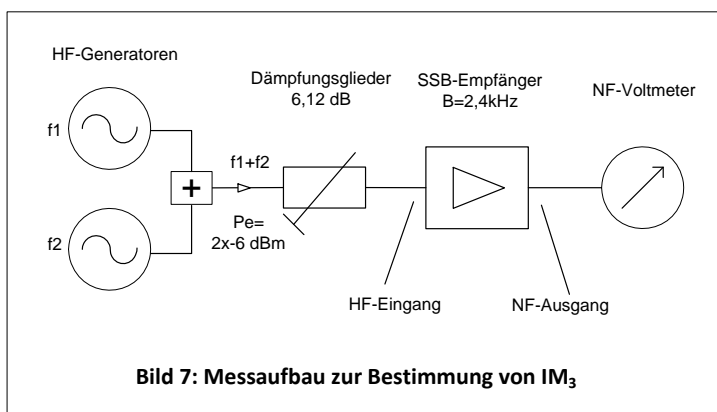 HF-Generatoren
f1
f2
+
f1+f2
Pe=
2x-6 dBm
Dämpfungsglieder
6,12 dB
SSB-Empfänger
B=2,4kHz
NF-Voltmeter
HF-Eingang
NF-Ausgang
Bild 7: Messaufbau zur Bestimmung von IM₃